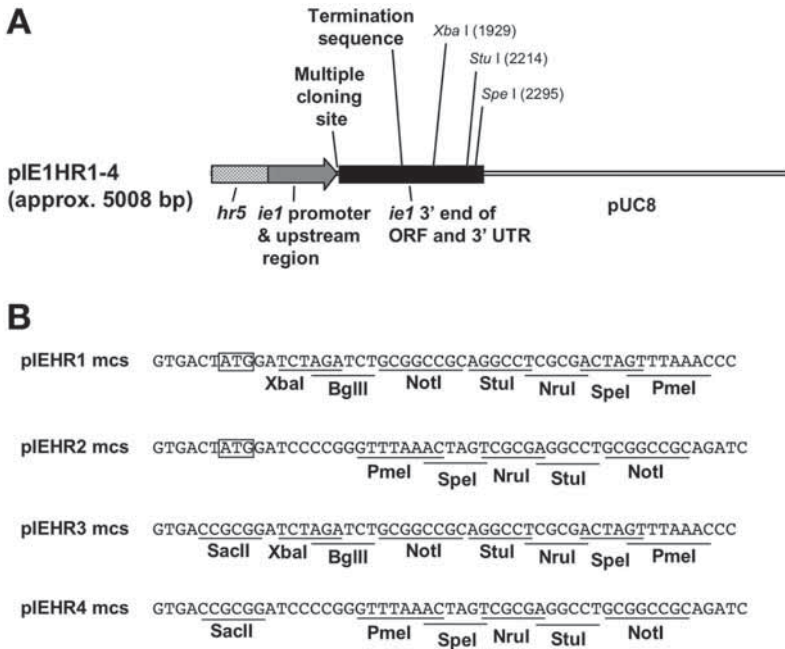 A
Termination
sequence
Xba I (1929)
Stu I (2214)
Multiple
cloning
site
Spe I (2295)
pIE1HR1-4
(approx. 5008 bp)
hr5
ie1 promoter
& upstream
region
ie1 3' end of
ORF and 3' UTR
pUC8
B
pIEHR1 mcs GTGACTATGGATCTAGATCTGCGGCCGCAGGCCTCGCGACTAGTTTAAACCC
XbaI BglII NotI StuI NruI SpeI PmeI
pIEHR2 mcs GTGACTATGGATCCCCGGGTTTAAACTAGTCGCGAGGCCTGCGGCCGCAGATC
PmeI SpeI NruI StuI NotI
pIEHR3 mcs GTGACCGCGGATCTAGATCTGCGGCCGCAGGCCTCGCGACTAGTTTAAACCC
SacII XbaI BglII NotI StuI NruI SpeI PmeI
pIEHR4 mcs GTGACCGCGGATCCCCGGGTTTAAACTAGTCGCGAGGCCTGCGGCCGCAGATC
SacII PmeI SpeI NruI StuI NotI